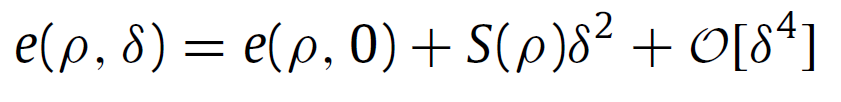 e(ρ, δ) = e(ρ, 0) + S(ρ)δ² + 𝒪[δ⁴]